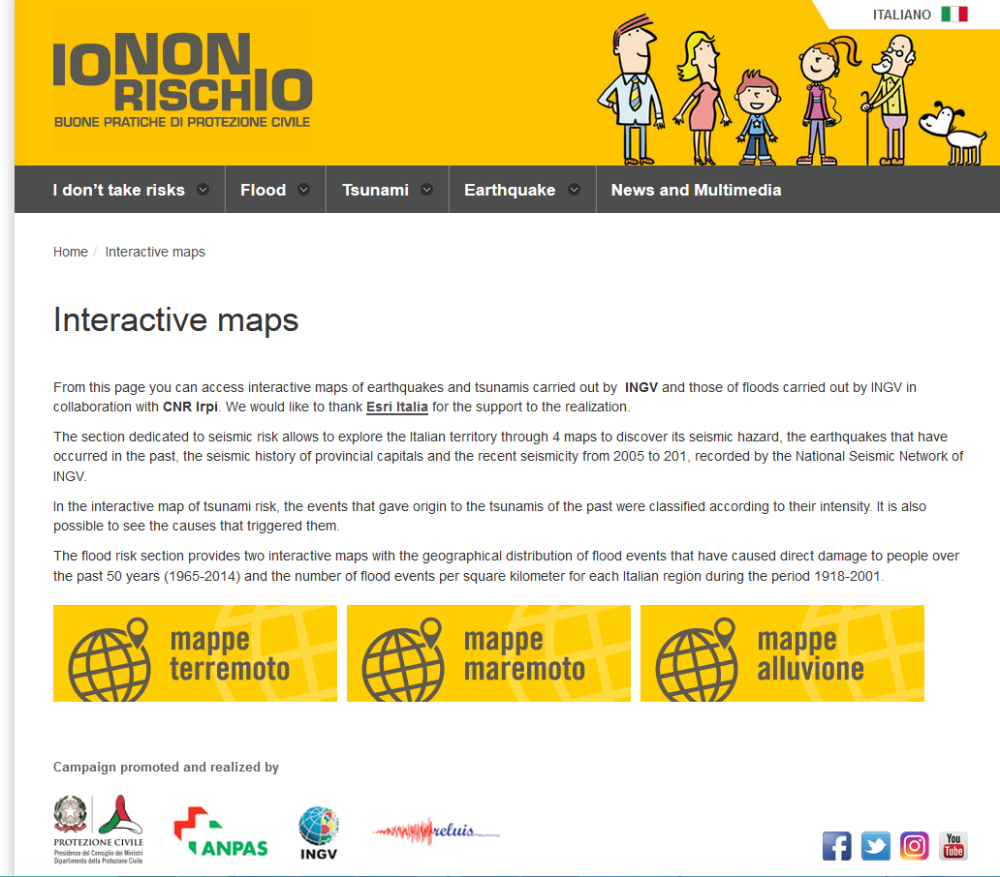 ITALIANO
IO NON
RISCHIO
BUONE PRATICHE DI PROTEZIONE CIVILE
I don’t take risks
Flood
Tsunami
Earthquake
News and Multimedia
Home / Interactive maps
Interactive maps
From this page you can access interactive maps of earthquakes and tsunamis carried out by INGV and those of floods carried out by INGV in
collaboration with CNR Irpi. We would like to thank Esri Italia for the support to the realization.
The section dedicated to seismic risk allows to explore the Italian territory through 4 maps to discover its seismic hazard, the earthquakes that have
occurred in the past, the seismic history of provincial capitals and the recent seismicity from 2005 to 201, recorded by the National Seismic Network of
INGV.
In the interactive map of tsunami risk, the events that gave origin to the tsunamis of the past were classified according to their intensity. It is also
possible to see the causes that triggered them.
The flood risk section provides two interactive maps with the geographical distribution of flood events that have caused direct damage to people over
the past 50 years (1965-2014) and the number of flood events per square kilometer for each Italian region during the period 1918-2001.
mappe
terremoto
mappe
maremoto
mappe
alluvione
Campaign promoted and realized by
PROTEZIONE CIVILE
Presidenza del Consiglio dei Ministri
Dipartimento della Protezione Civile
ANPAS
INGV
reluis
You
Tube